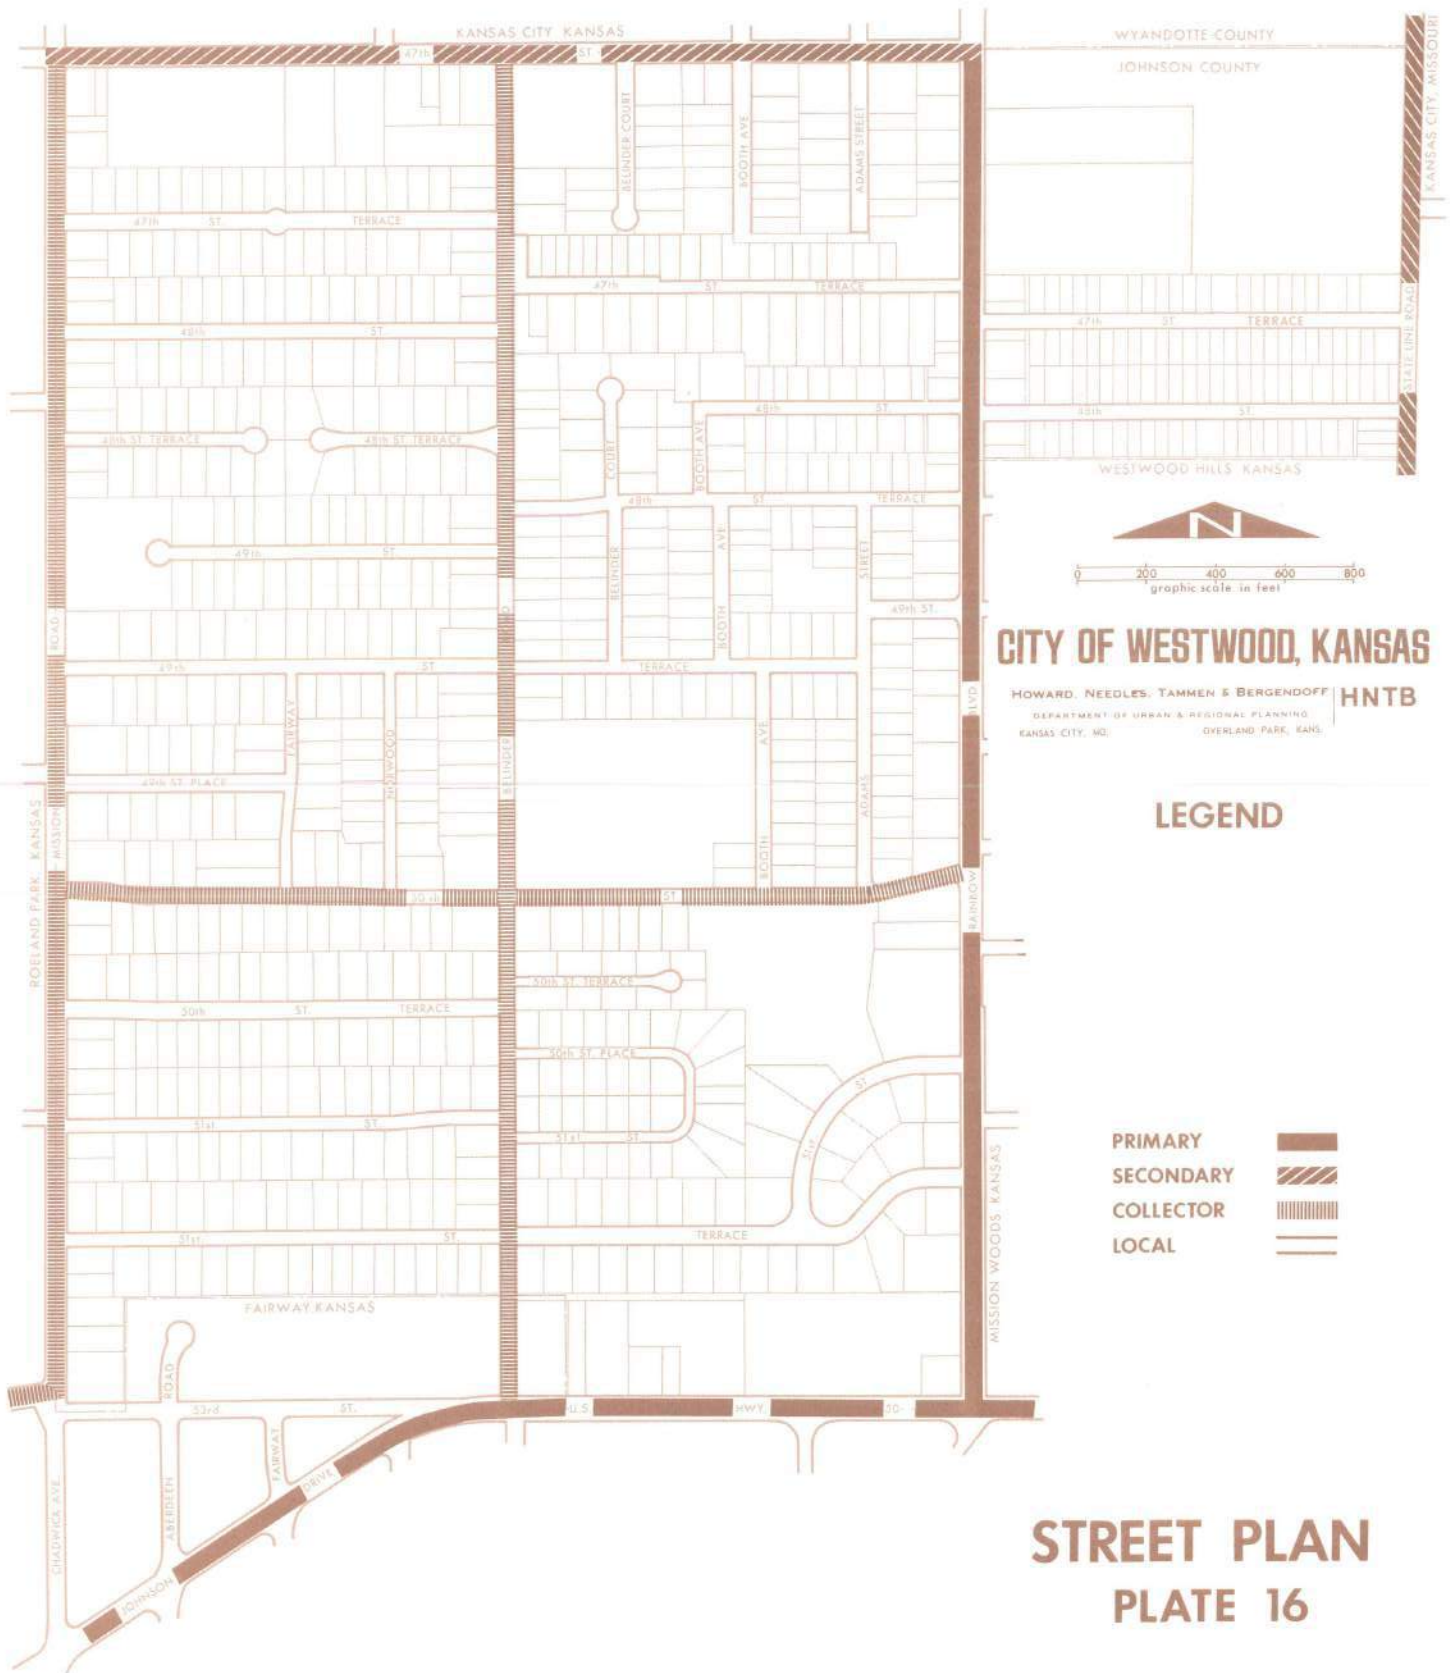 KANSAS CITY KANSAS
47th ST.
WYANDOTTE COUNTY
JOHNSON COUNTY
KANSAS CITY, MISSOURI
BELINDER COURT
BOOTH AVE.
ADAMS STREET
47th ST. TERRACE
47th ST. TERRACE
47th ST. TERRACE
STATE LINE ROAD
48th ST.
48th ST.
48th ST.
48th ST. TERRACE
48th ST. TERRACE
COURT
BOOTH AVE.
WESTWOOD HILLS KANSAS
48th ST. TERRACE
N
49th ST.
BELINDER
BOOTH AVE
STREET
0 200 400 600 800
graphic scale in feet
49th ST.
ROAD
CITY OF WESTWOOD, KANSAS
49th ST. TERRACE
HOWARD, NEEDLES, TAMMEN & BERGENDOFF HNTB
DEPARTMENT OF URBAN & REGIONAL PLANNING
KANSAS CITY, MO. OVERLAND PARK, KANS.
FAIRWAY
NORWOOD
BELINDER
BOOTH AVE
ADAMS
BLVD
49th ST. PLACE
ROELAND PARK, KANSAS
MISSION
LEGEND
50th ST.
RAINBOW
50th ST. TERRACE
50th ST. TERRACE
50th ST. PLACE
51st ST.
51st ST.
51st ST.
PRIMARY
SECONDARY
COLLECTOR
LOCAL
MISSION WOODS KANSAS
51st ST. TERRACE
FAIRWAY KANSAS
ROAD
53rd ST.
U.S. HWY. 50
CHADWICK AVE.
ABERDEEN
FAIRWAY
JOHNSON DRIVE
STREET PLAN
PLATE 16